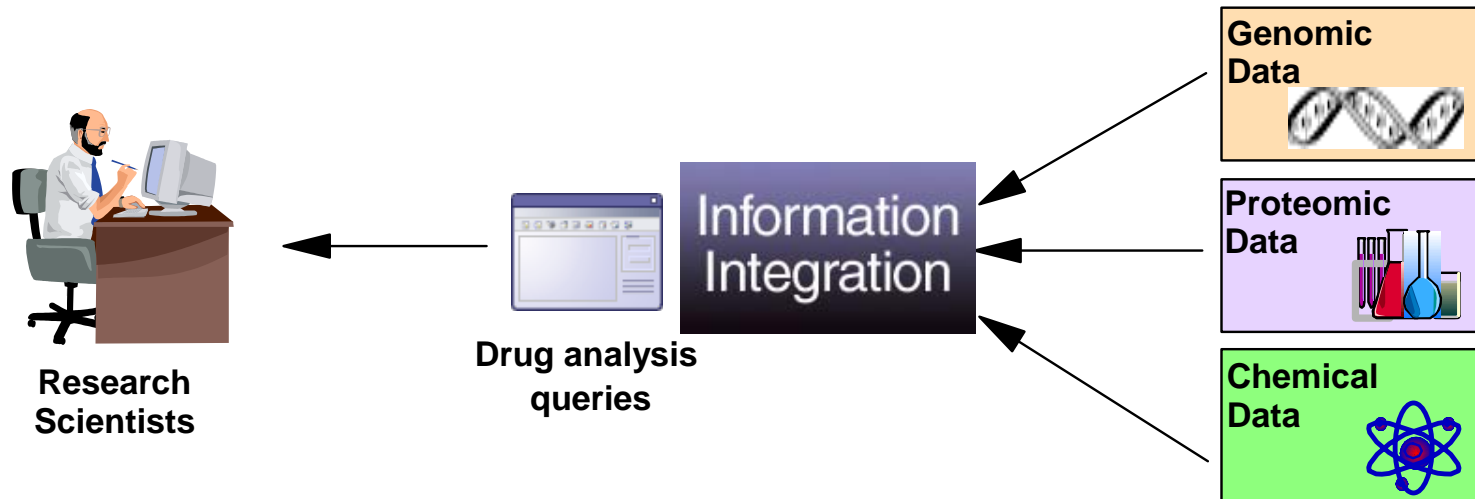 Genomic
Data
Proteomic
Data
Chemical
Data
Information
Integration
Drug analysis
queries
Research
Scientists